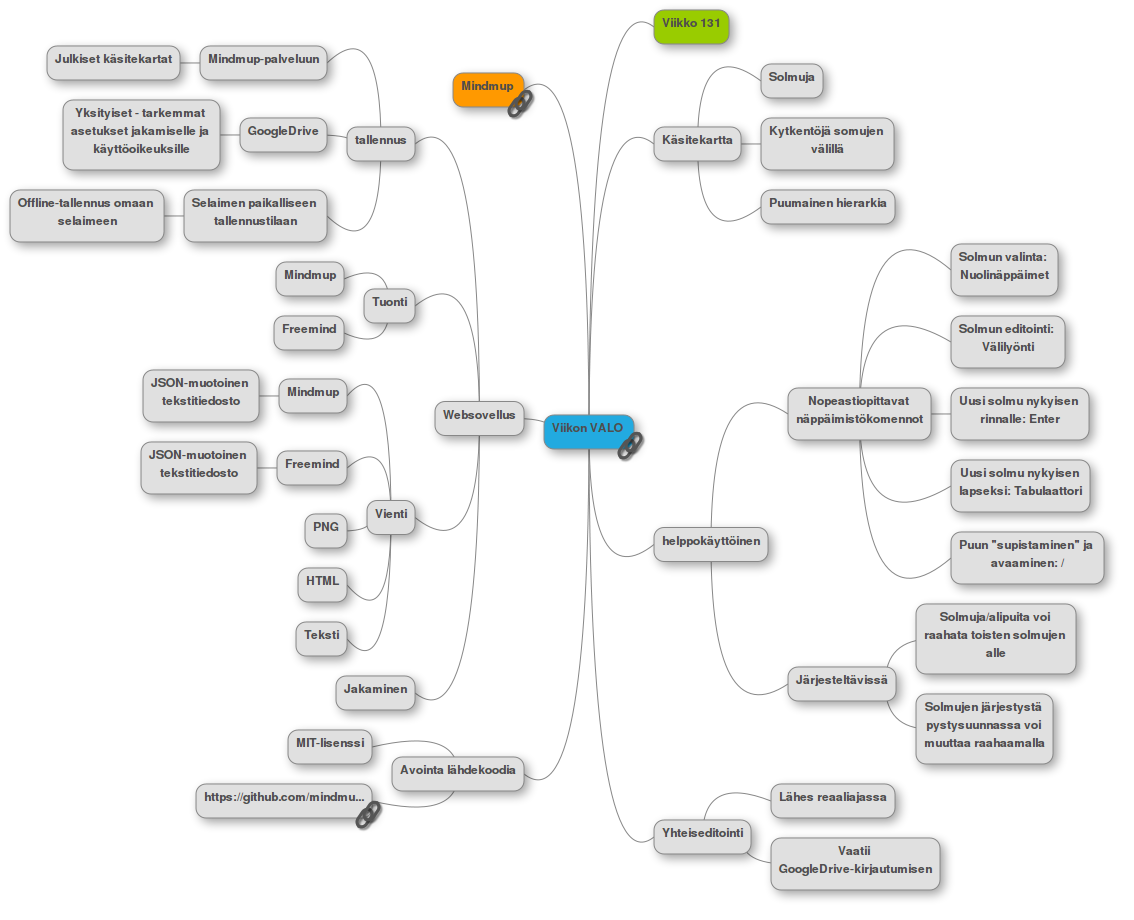 Viikon VALO
Viikko 131
Mindmup
Käsitekartta
Solmuja
Kytkentöjä somujen
välillä
Puumainen hierarkia
helppokäyttöinen
Nopeastiopittavat
näppäimistökomennot
Solmun valinta:
Nuolinäppäimet
Solmun editointi:
Välilyönti
Uusi solmu nykyisen
rinnalle: Enter
Uusi solmu nykyisen
lapseksi: Tabulaattori
Puun "supistaminen" ja
avaaminen: /
Järjesteltävissä
Solmuja/alipuita voi
raahata toisten solmujen
alle
Solmujen järjestystä
pystysuunnassa voi
muuttaa raahaamalla
Yhteiseditointi
Lähes reaaliajassa
Vaatii
GoogleDrive-kirjautumisen
Websovellus
tallennus
Mindmup-palveluun
Julkiset käsitekartat
GoogleDrive
Yksityiset - tarkemmat
asetukset jakamiselle ja
käyttöoikeuksille
Selaimen paikalliseen
tallennustilaan
Offline-tallennus omaan
selaimeen
Tuonti
Mindmup
Freemind
Vienti
Mindmup
JSON-muotoinen
tekstitiedosto
Freemind
JSON-muotoinen
tekstitiedosto
PNG
HTML
Teksti
Jakaminen
Avointa lähdekoodia
MIT-lisenssi
https://github.com/mindmu...